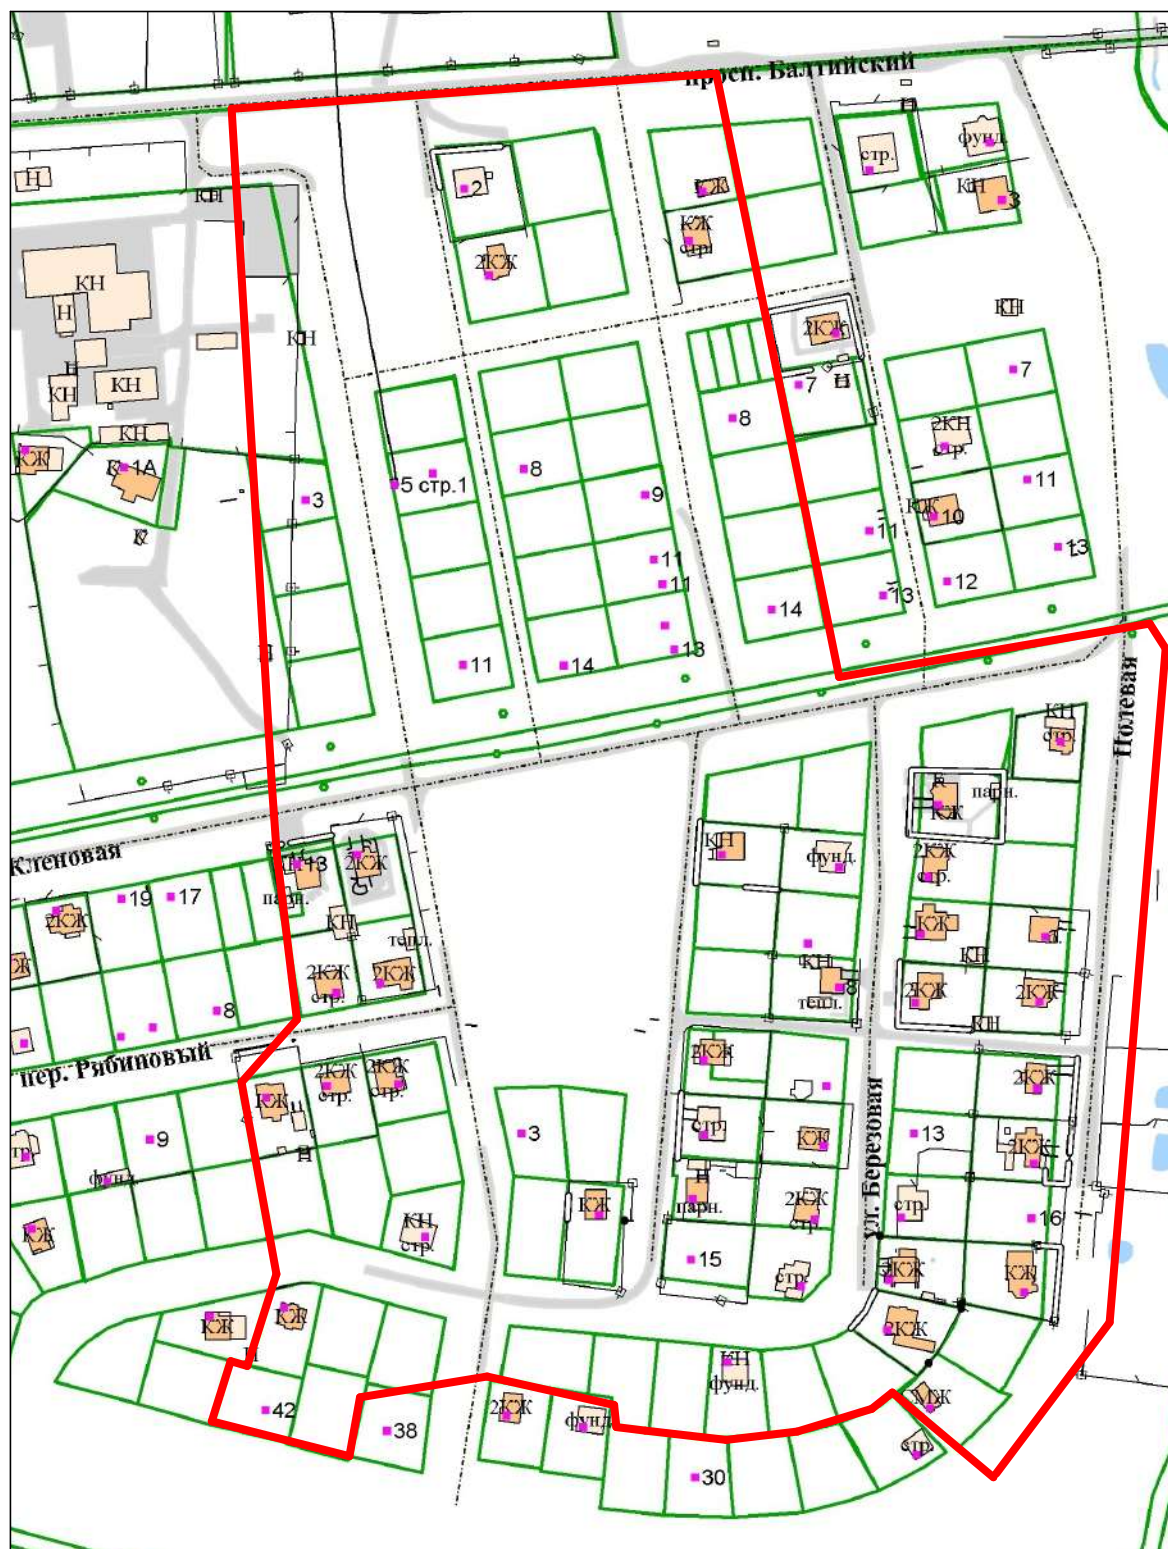 просп. Балтийский
КН
фунд.
стр.
Н
2
КЖ
КН
3
КН
КЖ
стр.
2КЖ
КН
КН
Н
2КЖ
КН
Н
7
7
КН
КН
8
2КН
КН
КЖ
1А
8
5 стр.1
11
3
9
КЖ
10
11
11
13
11
12
13
14
13
14
11
Полевая
КН
стр.
парн.
КЖ
Кленовая
КН
фунд.
2КЖ
стр.
13
2КЖ
19
17
парн.
2КЖ
КН
КЖ
3
тепл.
КН
КН
2КЖ
стр.
2КЖ
тепл.
8
2КЖ
2КЖ
КН
8
пер. Рябиновый
2КЖ
КЖ
2КЖ
стр.
2КЖ
стр.
2КЖ
ул. Березовая
3
стр.
КЖ
13
2КЖ
9
Н
фунд.
Н
парн.
КЖ
2КЖ
стр.
стр.
16
КЖ
КН
стр.
15
стр.
2КЖ
КЖ
КЖ
КЖ
2КЖ
Н
КН
фунд.
42
38
2КЖ
фунд.
КЖ
стр.
30